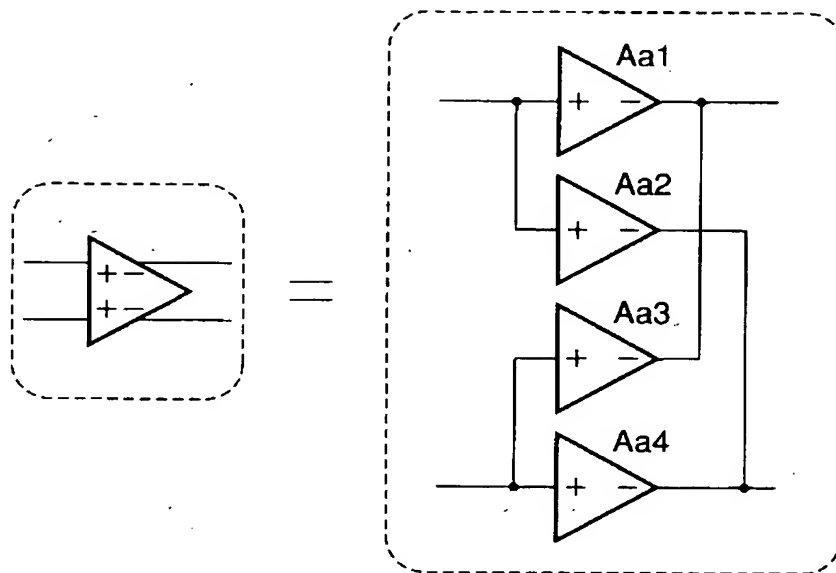 Aa1
+ −
Aa2
+ −
+ −
+ −
=
Aa3
+ −
Aa4
+ −